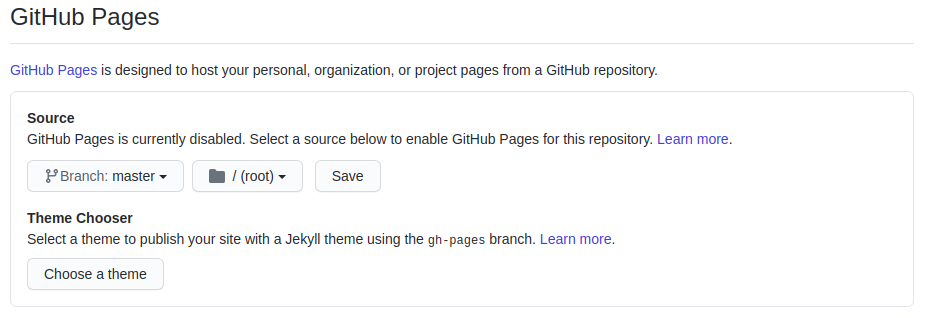 GitHub Pages
GitHub Pages is designed to host your personal, organization, or project pages from a GitHub repository.
Source
GitHub Pages is currently disabled. Select a source below to enable GitHub Pages for this repository. Learn more.
Branch: master / (root) Save
Theme Chooser
Select a theme to publish your site with a Jekyll theme using the gh-pages branch. Learn more.
Choose a theme